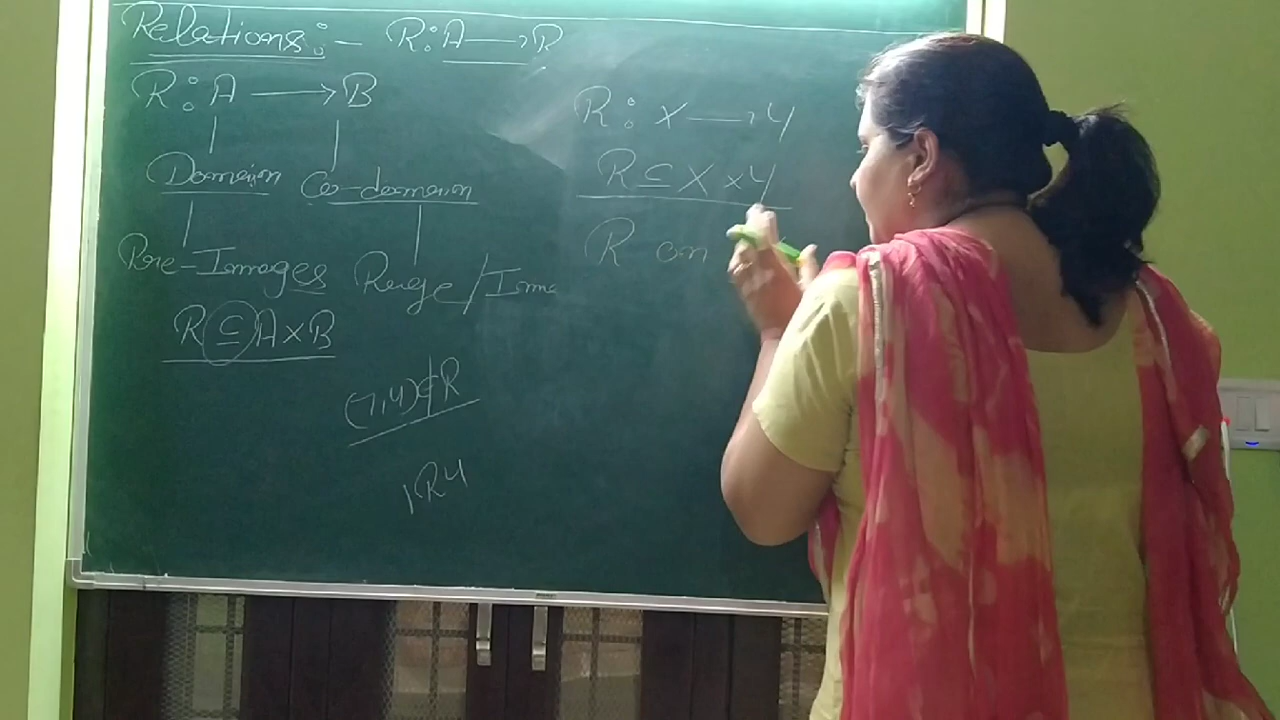 Relations:- R:A→B
R:A→B
Domain Co-domain
Pre-Images Range/Image
R⊆A×B
(1,4)∉R
1R4
R:X→Y
R⊆X×Y
R on